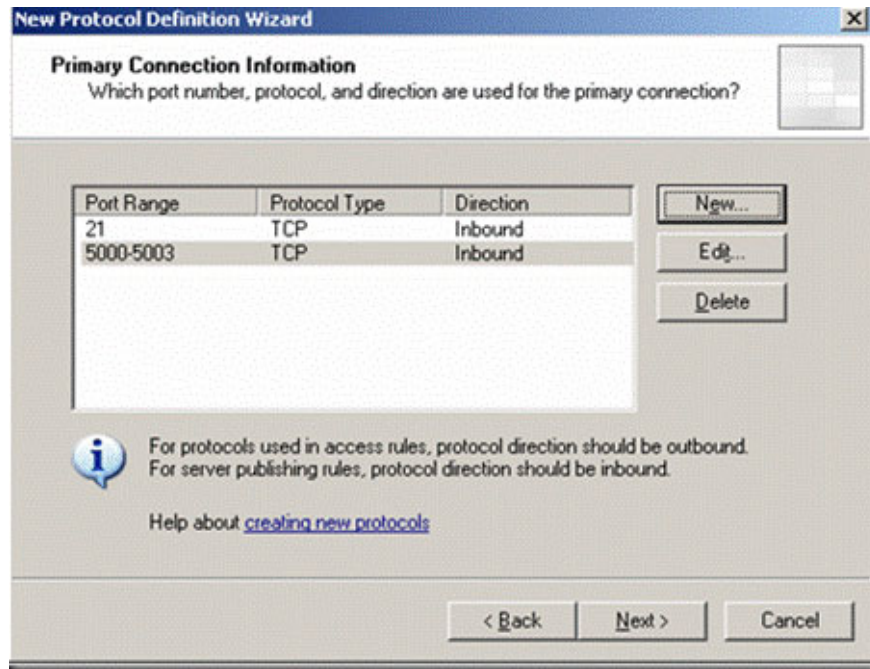 New Protocol Definition Wizard
Primary Connection Information
Which port number, protocol, and direction are used for the primary connection?
Port Range Protocol Type Direction
21 TCP Inbound
5000-5003 TCP Inbound
New...
Edit...
Delete
For protocols used in access rules, protocol direction should be outbound.
For server publishing rules, protocol direction should be inbound.
Help about creating new protocols
< Back Next > Cancel